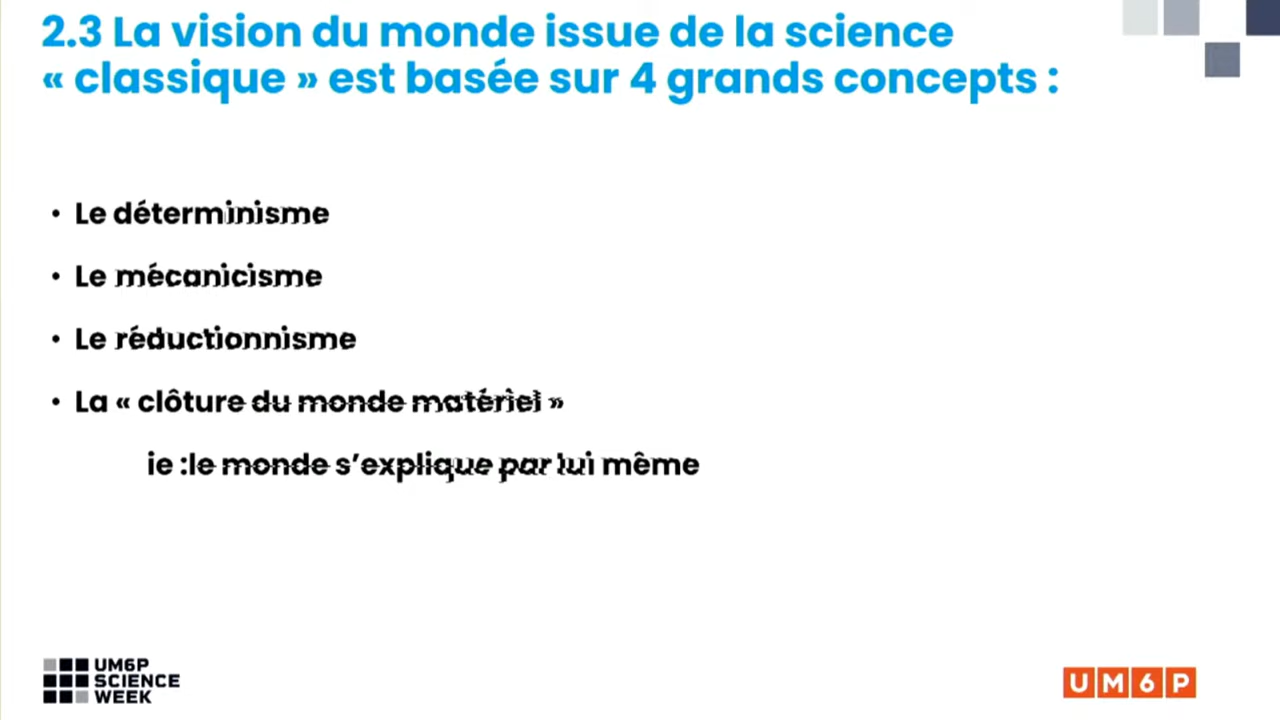 2.3 La vision du monde issue de la science
« classique » est basée sur 4 grands concepts :
• Le déterminisme
• Le mécanicisme
• Le réductionnisme
• La « clôture du monde matériel »
ie :le monde s’explique par lui même
UM6P
SCIENCE
WEEK
UM6P